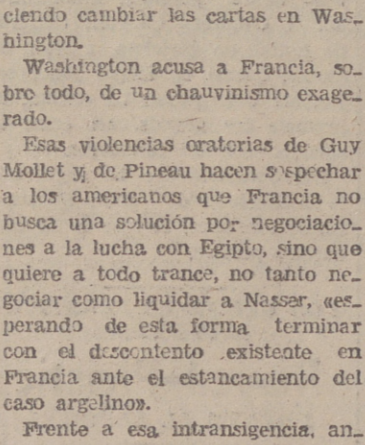 ciendo cambiar las cartas en Was-
hington.
Washington acusa a Francia, so-
bre todo, de un chauvinismo exage-
rado.
Esas violencias oratorias de Guy
Mollet y de Pineau hacen sospechar
a los americanos que Francia no
busca una solución por negociacio-
nes a la lucha con Egipto, sino que
quiere a todo trance, no tanto ne-
gociar como liquidar a Nasser, «es-
perando de esta forma terminar
con el descontento existente en
Francia ante el estancamiento del
caso argelino».
Frente a esa intransigencia, an-